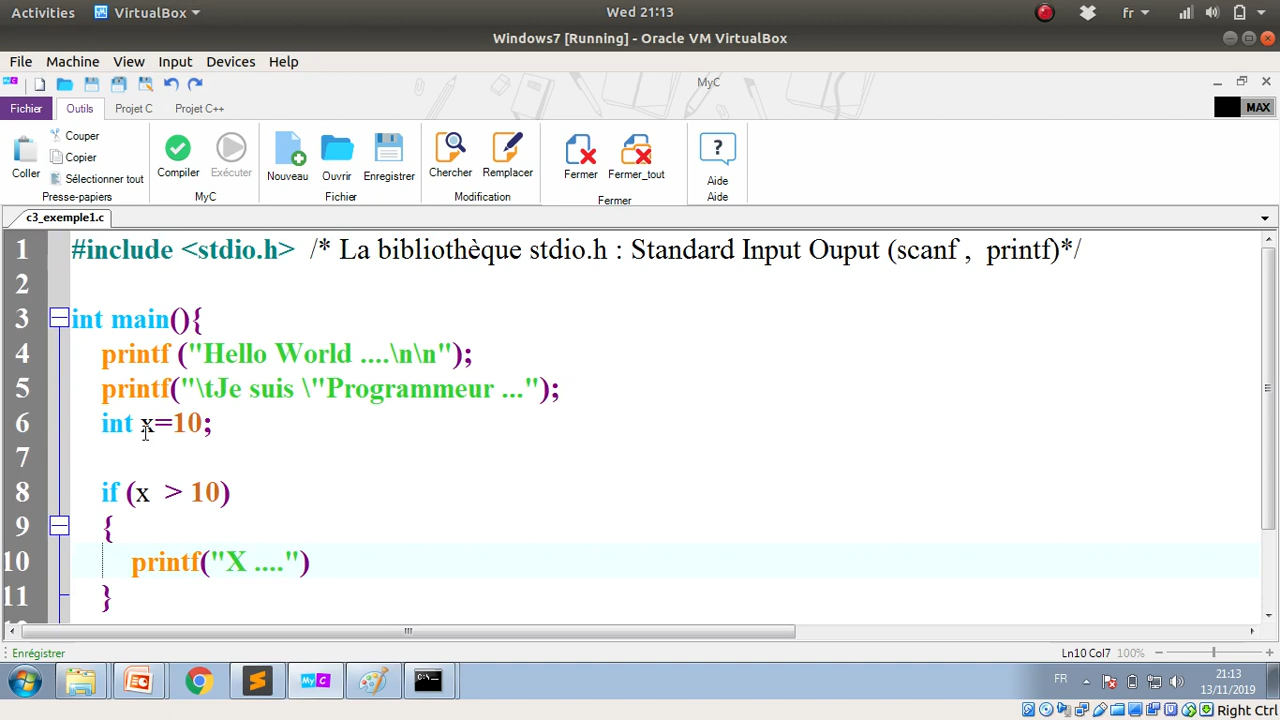 Activities VirtualBox Wed 21:13 fr
Windows7 [Running] - Oracle VM VirtualBox
File Machine View Input Devices Help
MyC
Fichier Outils Projet C Projet C++ MAX
Coller Couper Copier Sélectionner tout
Compiler Exécuter Nouveau Ouvrir Enregistrer Chercher Remplacer Fermer Fermer_tout Aide
Presse-papiers MyC Fichier Modification Fermer Aide
c3_exemple1.c
1 #include <stdio.h> /* La bibliothèque stdio.h : Standard Input Ouput (scanf , printf)*/
2
3 int main(){
4 printf ("Hello World ....\n\n");
5 printf("\tJe suis \"Programmeur ...");
6 int x=10;
7
8 if (x > 10)
9 {
10 printf("X ....")
11 }
Enrégistrer Ln10 Col7 100%
MyC C:\. FR 21:13
13/11/2019
Right Ctrl